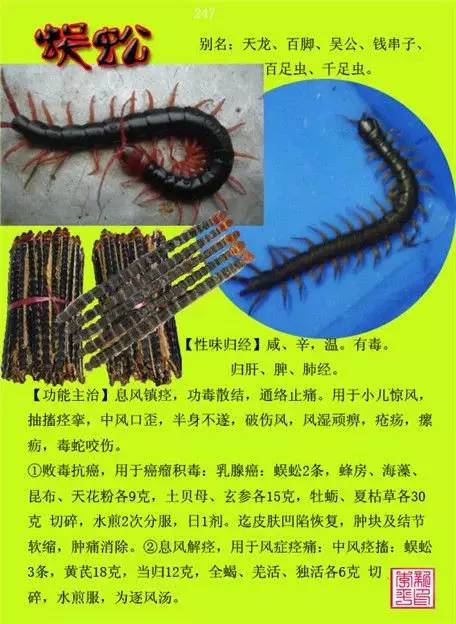 247
蜈蚣
别名：天龙、百脚、吴公、钱串子、
百足虫、千足虫。
【性味归经】咸、辛，温。有毒。
归肝、脾、肺经。
【功能主治】息风镇痉，功毒散结，通络止痛。用于小儿惊风，
抽搐痉挛，中风口歪，半身不遂，破伤风，风湿顽痹，疮疡，瘰
疬，毒蛇咬伤。
①败毒抗癌，用于癌瘤积毒：乳腺癌：蜈蚣2条，蜂房、海藻、
昆布、天花粉各9克，土贝母、玄参各15克，牡蛎、夏枯草各30
克 切碎，水煎2次分服，日1剂。迄皮肤凹陷恢复，肿块及结节
软缩，肿痛消除。②息风解痉，用于风症痉痛：中风痉搐：蜈蚣
3条，黄芪18克，当归12克，全蝎、羌活、独活各6克 切
碎，水煎服，为逐风汤。